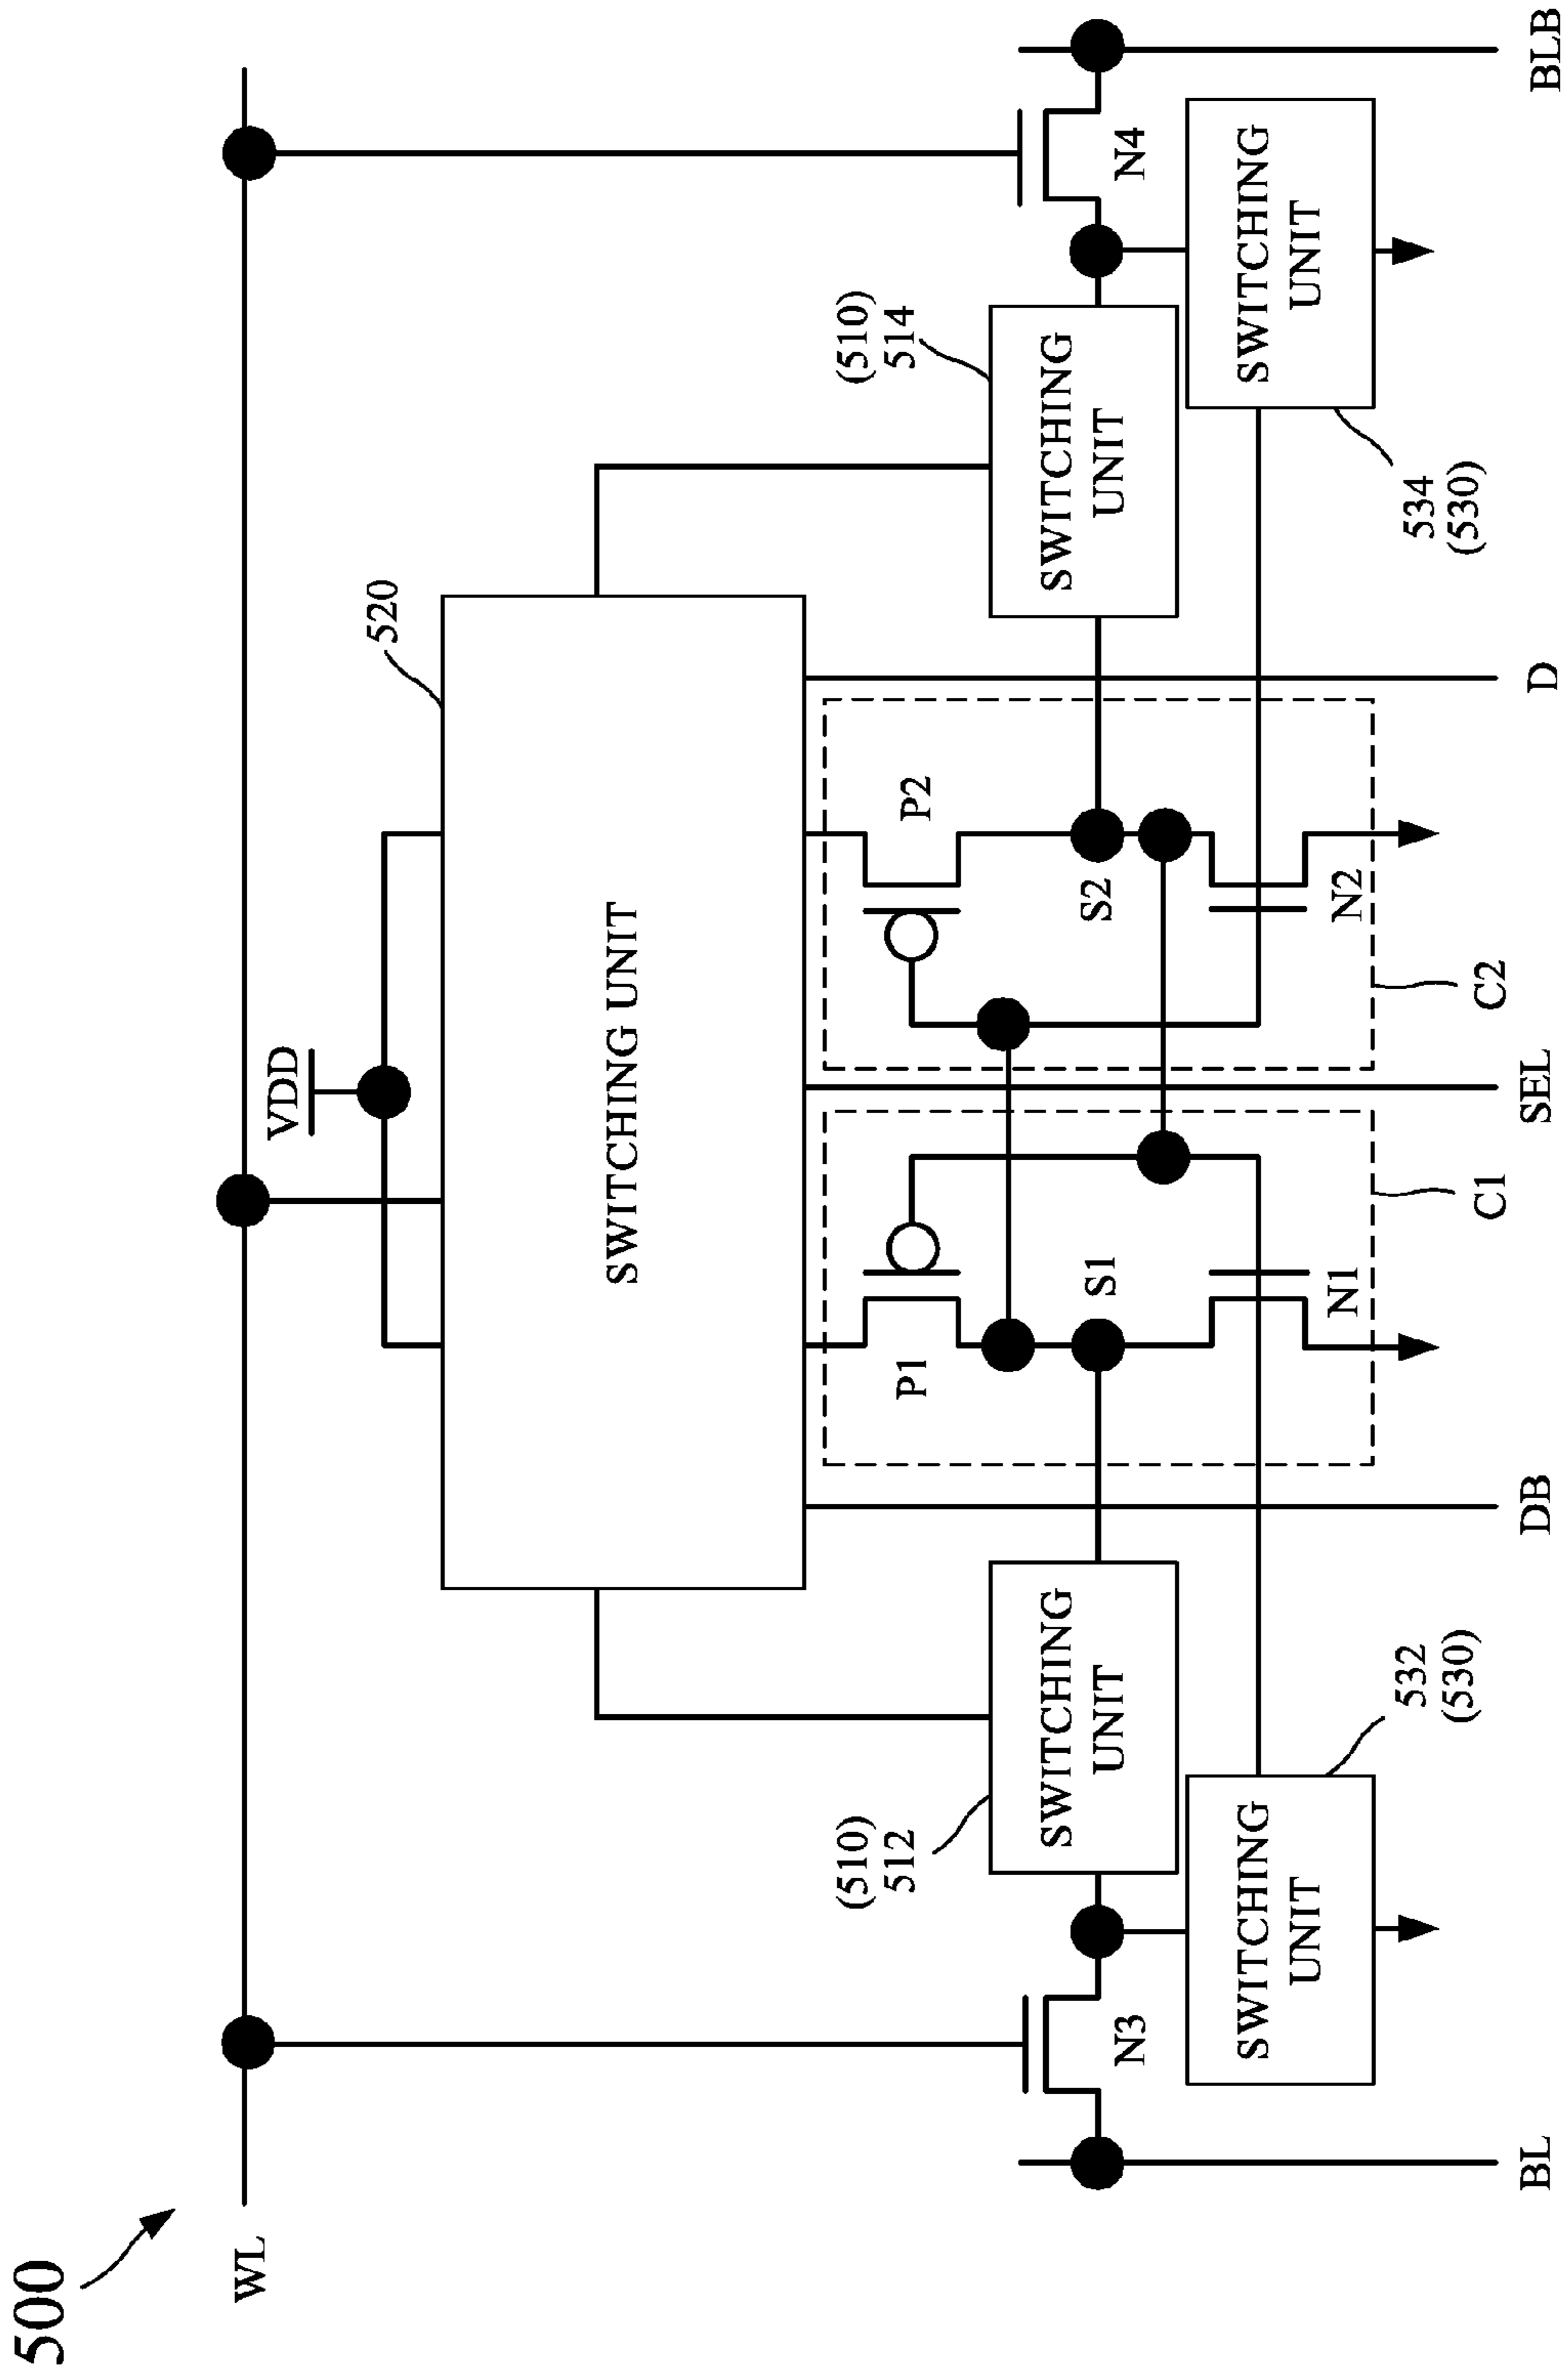 500
WL
VDD
520
SWITCHING UNIT
(510)
512
(510)
514
P1
P2
SWITCHING
UNIT
S1
S2
SWITCHING
UNIT
N3
N4
SWITCHING
UNIT
N1
N2
SWITCHING
UNIT
532
(530)
C1
C2
534
(530)
BL
DB
SEL
D
BLB